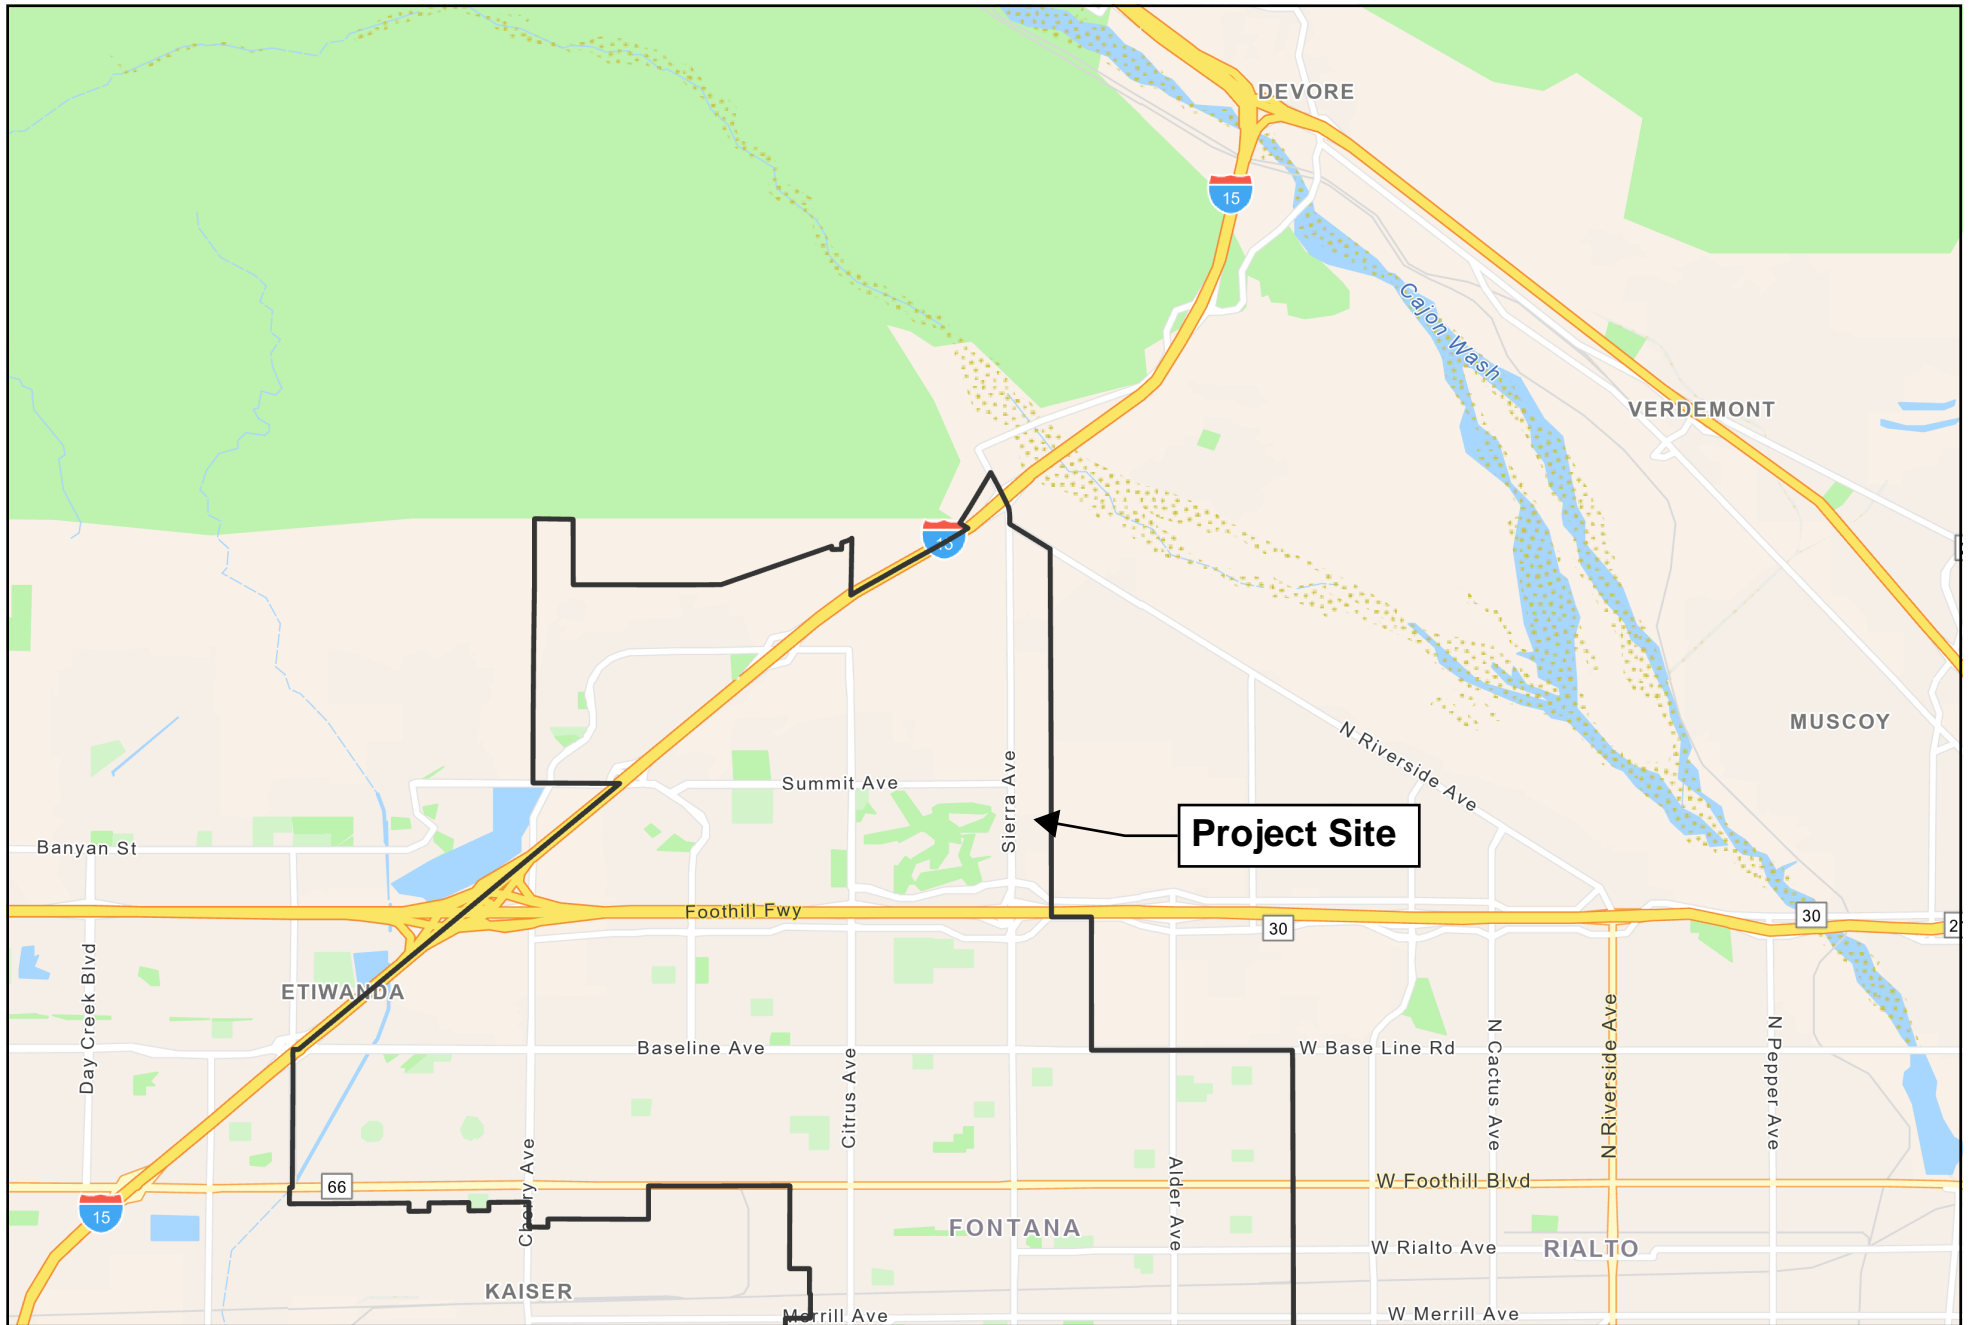 DEVORE
15
Cajon Wash
VERDEMONT
15
N Riverside Ave
MUSCOY
Summit Ave
Sierra Ave
Project Site
Banyan St
Foothill Fwy
30
30
2
Day Creek Blvd
ETIWANDA
Baseline Ave
W Base Line Rd
Citrus Ave
N Cactus Ave
N Riverside Ave
N Pepper Ave
Cherry Ave
Alder Ave
66
W Foothill Blvd
15
FONTANA
W Rialto Ave
RIALTO
KAISER
Merrill Ave
W Merrill Ave